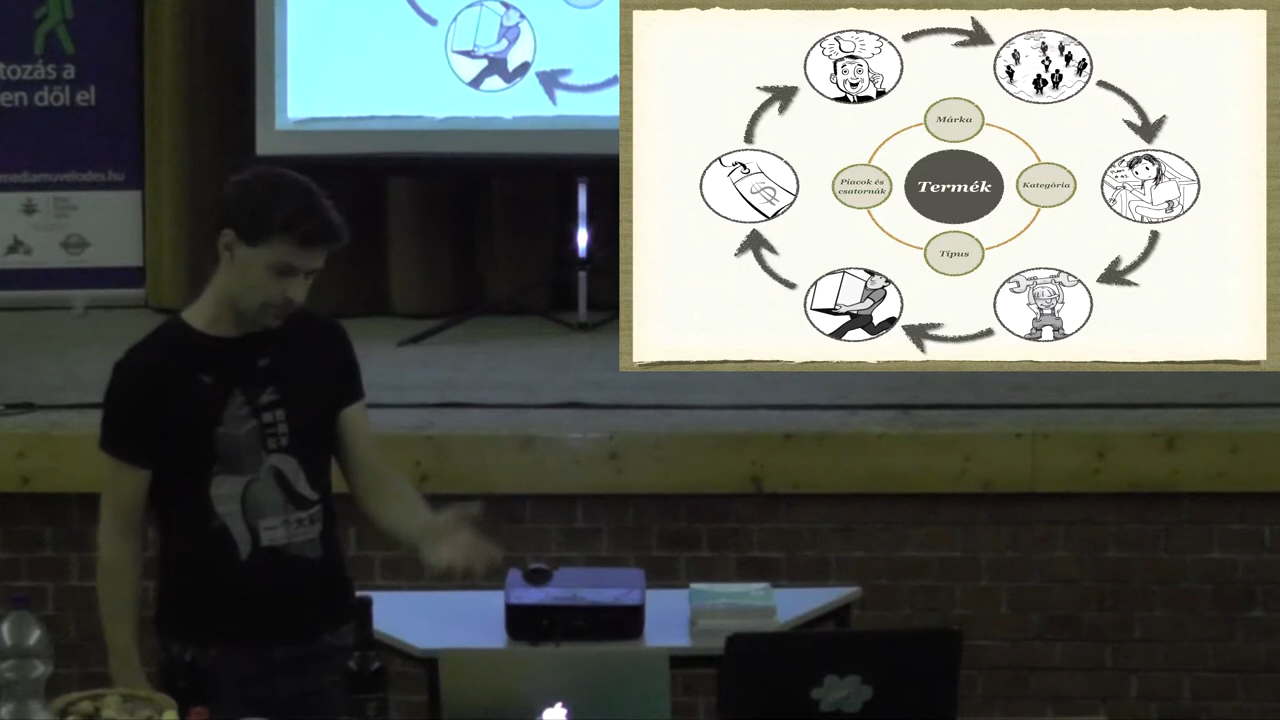 tozás a
en dől el
mediamuvelodes.hu
Márka
Piacok és
csatornák
Termék
Kategória
Típus